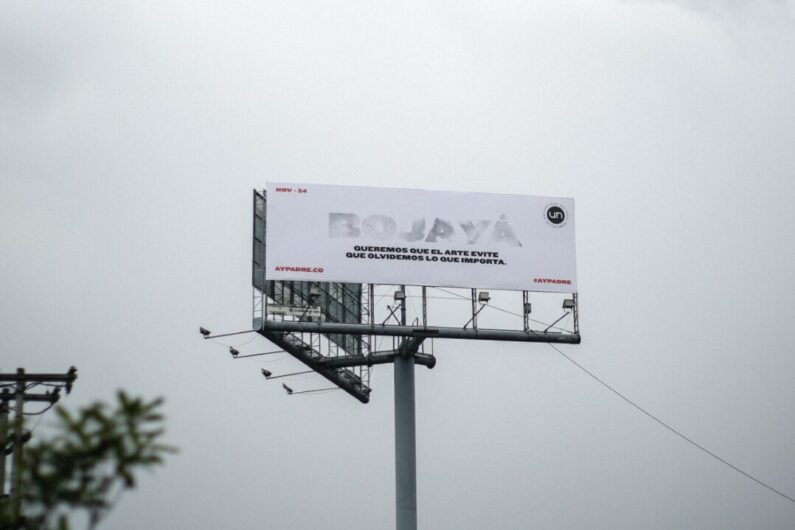 NOV - 24
un
BOJAYÁ
QUEREMOS QUE EL ARTE EVITE
QUE OLVIDEMOS LO QUE IMPORTA.
AYPADRE.CO
#AYPADRE